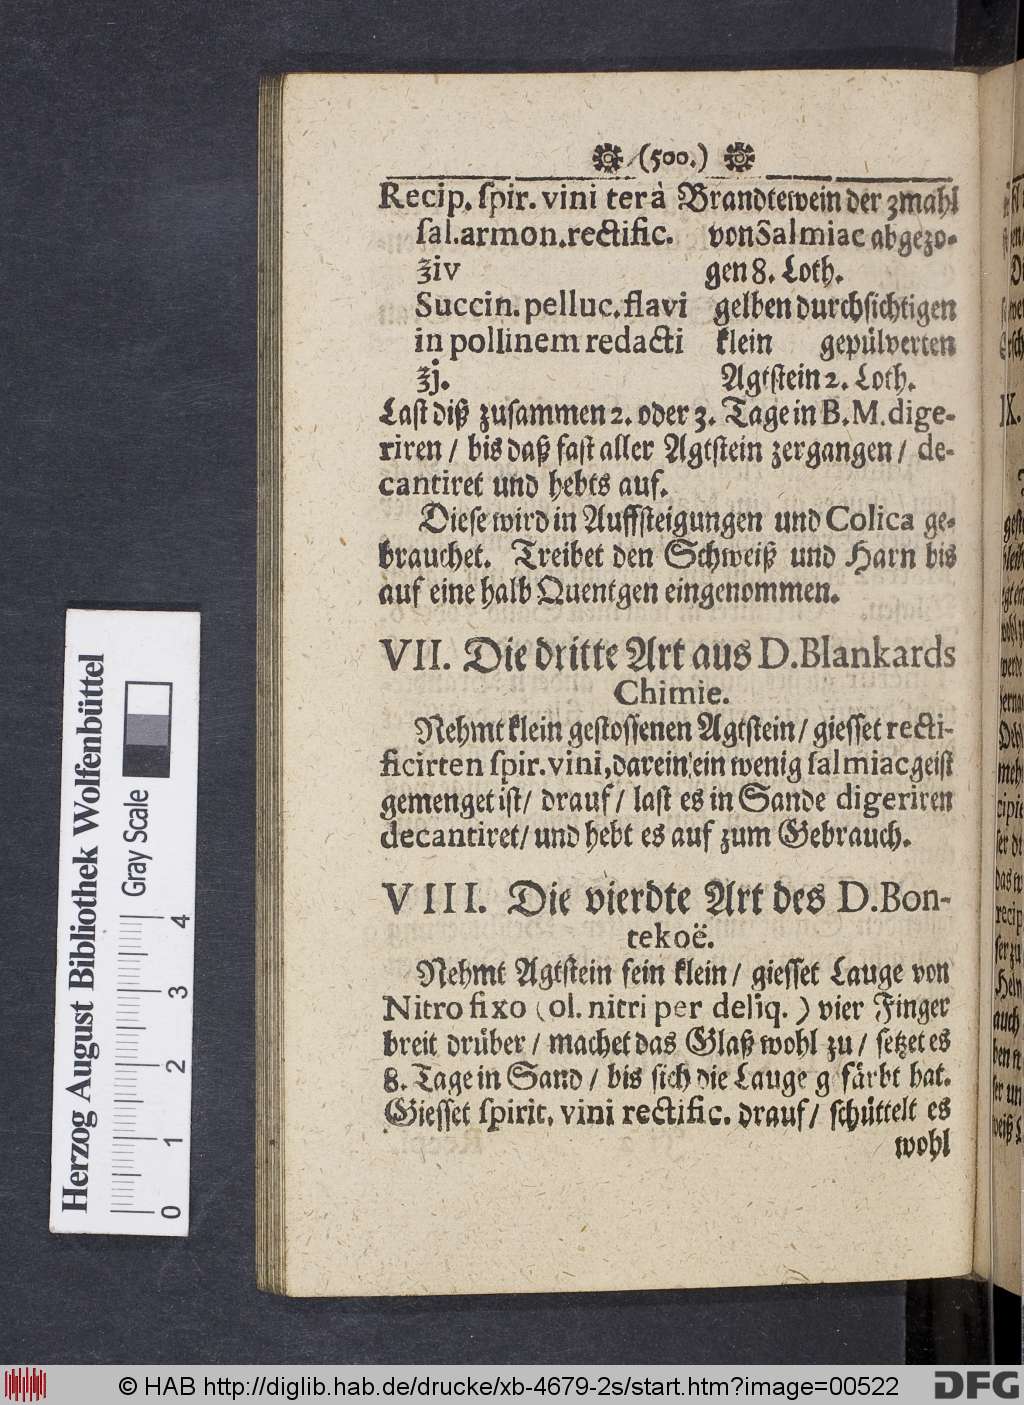 (500.)
Recip. ſpir. vini terà Brandtewein der 3mahl
ſal.armon.rectific. von Salmiac abgezo-
℥iv gen 8. Loth.
Succin. pelluc. flavi gelben durchſichtigen
in pollinem redacti klein gepülverten
℥j. Agtſtein 2. Loth.
Laſt diß zuſammen 2. oder 3. Tage in B.M. dige-
riren / bis daß faſt aller Agtſtein zergangen / de-
cantiret und hebts auf.
Dieſe wird in Auffſteigungen und Colica ge-
brauchet. Treibet den Schweiß und Harn bis
auf eine halb Quentgen eingenommen.
VII. Die dritte Art aus D. Blankards
Chimie.
Nehmt klein geſtoſſenen Agtſtein / gieſſet recti-
ficirten ſpir. vini, darein ein wenig ſalmiacgeiſt
gemenget iſt / drauf / laſt es in Sande digeriren
decantiret / und hebt es auf zum Gebrauch.
VIII. Die vierdte Art des D. Bon-
tekoë.
Nehmt Agtſtein fein klein / gieſſet Lauge von
Nitro fixo (ol. nitri per deliq.) vier Finger
breit drüber / machet das Glaß wohl zu / ſetzet es
8. Tage in Sand / bis ſich die Lauge g färbt hat.
Gieſſet ſpirit. vini rectific. drauf / ſchüttelt es
wohl
IX.
Herzog August Bibliothek Wolfenbüttel
Gray Scale
0 1 2 3 4
© HAB http://diglib.hab.de/drucke/xb-4679-2s/start.htm?image=00522
DFG